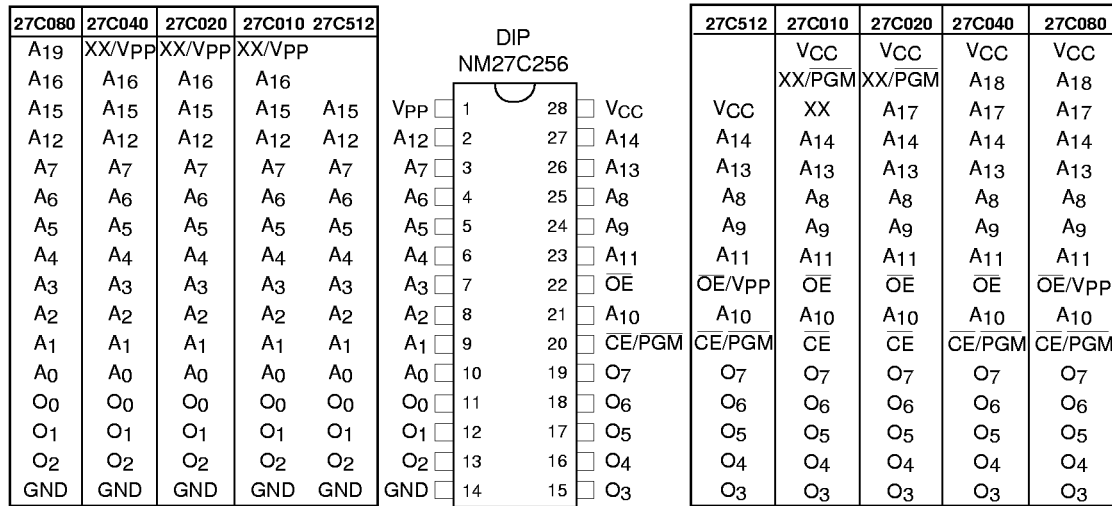 27C080 27C040 27C020 27C010 27C512 DIP NM27C256 27C512 27C010 27C020 27C040 27C080
A19 XX/VPP XX/VPP XX/VPP VCC VCC VCC VCC
A16 A16 A16 A16 XX/PGM XX/PGM A18 A18
A15 A15 A15 A15 A15 VPP 1 28 VCC VCC XX A17 A17 A17
A12 A12 A12 A12 A12 A12 2 27 A14 A14 A14 A14 A14 A14
A7 A7 A7 A7 A7 A7 3 26 A13 A13 A13 A13 A13 A13
A6 A6 A6 A6 A6 A6 4 25 A8 A8 A8 A8 A8 A8
A5 A5 A5 A5 A5 A5 5 24 A9 A9 A9 A9 A9 A9
A4 A4 A4 A4 A4 A4 6 23 A11 A11 A11 A11 A11 A11
A3 A3 A3 A3 A3 A3 7 22 OE OE/VPP OE OE OE OE/VPP
A2 A2 A2 A2 A2 A2 8 21 A10 A10 A10 A10 A10 A10
A1 A1 A1 A1 A1 A1 9 20 CE/PGM CE/PGM CE CE CE/PGM CE/PGM
A0 A0 A0 A0 A0 A0 10 19 O7 O7 O7 O7 O7 O7
O0 O0 O0 O0 O0 O0 11 18 O6 O6 O6 O6 O6 O6
O1 O1 O1 O1 O1 O1 12 17 O5 O5 O5 O5 O5 O5
O2 O2 O2 O2 O2 O2 13 16 O4 O4 O4 O4 O4 O4
GND GND GND GND GND GND 14 15 O3 O3 O3 O3 O3 O3